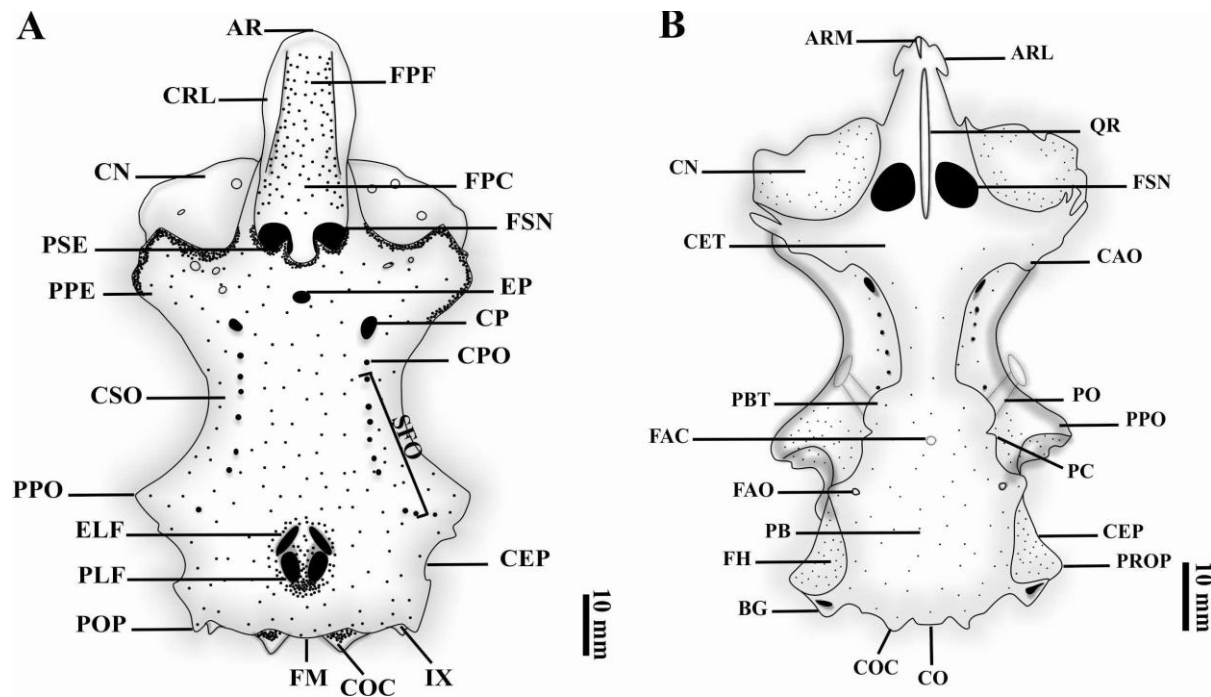 A
AR
FPF
CRL
CN
FPC
FSN
PSE
PPE
EP
CP
CPO
CSO
SFO
PPO
ELF
CEP
PLF
POP
FM
COC
IX
10 mm
B
ARM
ARL
QR
CN
FSN
CET
CAO
PBT
PO
FAC
PPO
PC
FAO
PB
CEP
FH
PROP
BG
COC
CO
10 mm